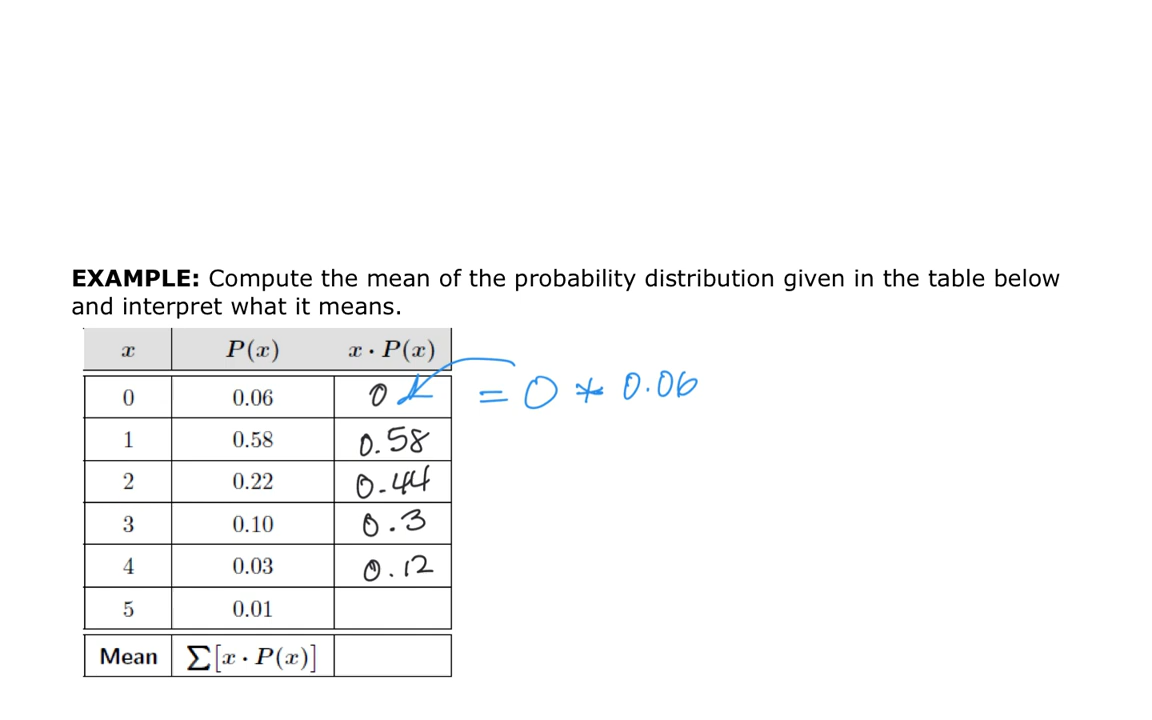 EXAMPLE: Compute the mean of the probability distribution given in the table below
and interpret what it means.
x P(x) x · P(x)
0 0.06 0 = 0 * 0.06
1 0.58 0.58
2 0.22 0.44
3 0.10 0.3
4 0.03 0.12
5 0.01
Mean ∑[x · P(x)]